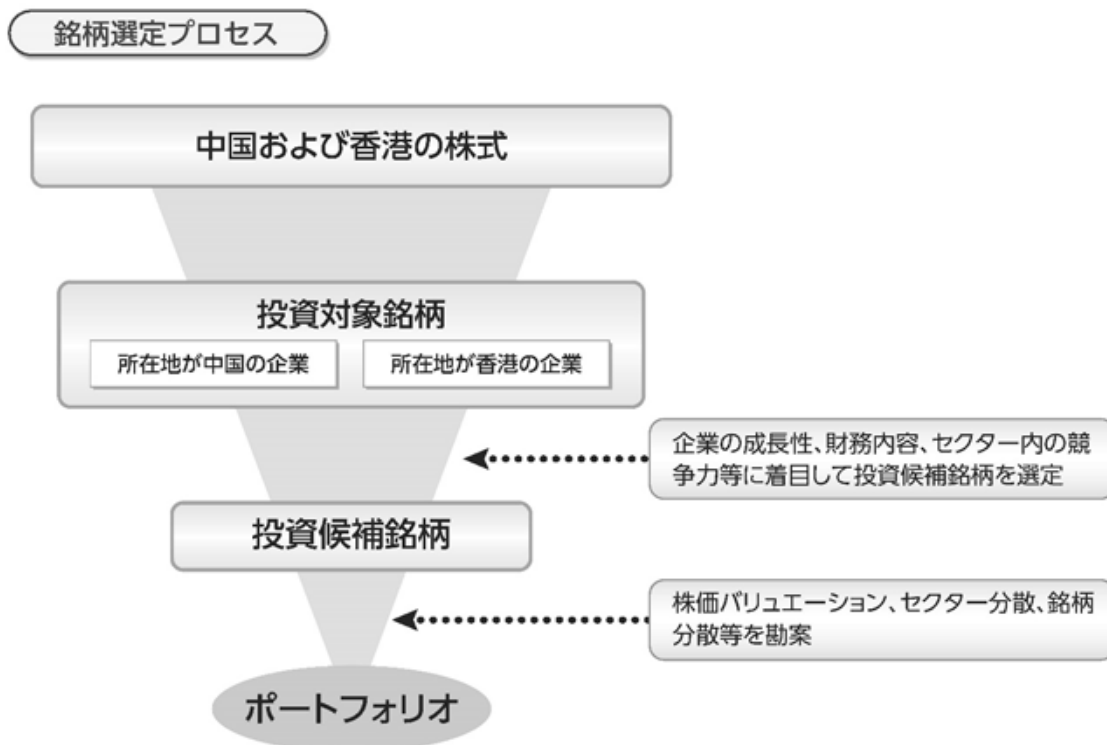 銘柄選定プロセス
中国および香港の株式
投資対象銘柄
所在地が中国の企業
所在地が香港の企業
企業の成長性、財務内容、セクター内の競
争力等に着目して投資候補銘柄を選定
投資候補銘柄
株価バリュエーション、セクター分散、銘柄
分散等を勘案
ポートフォリオ